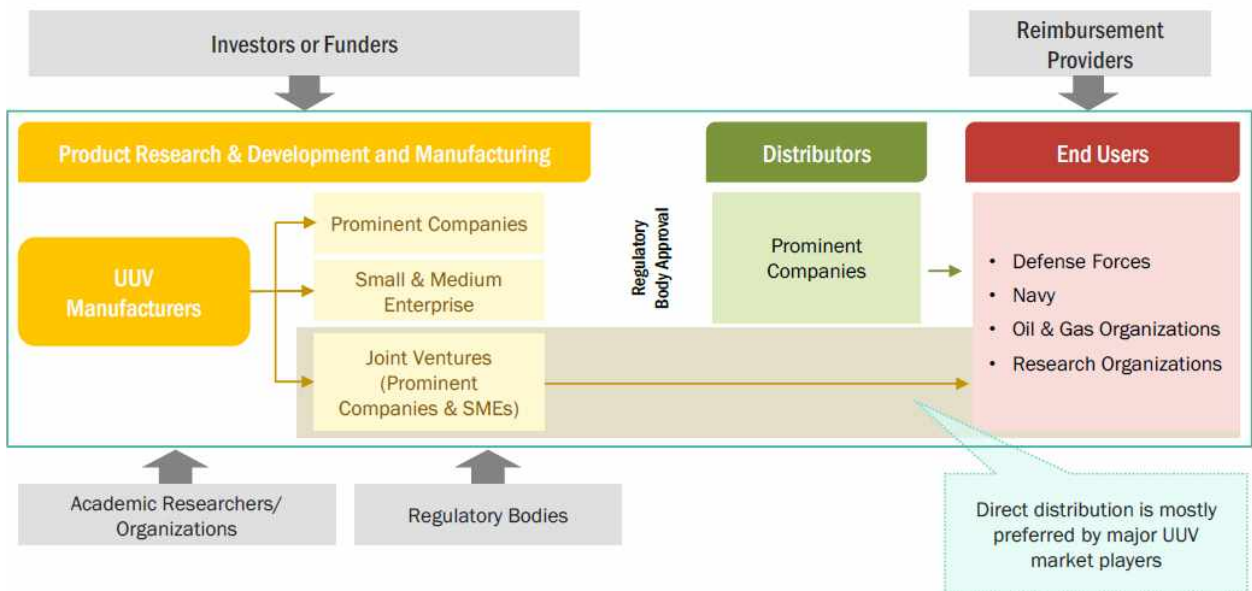 Investors or Funders
Reimbursement
Providers
Product Research & Development and Manufacturing
Distributors
End Users
UUV
Manufacturers
Prominent Companies
Small & Medium
Enterprise
Joint Ventures
(Prominent
Companies & SMEs)
Regulatory
Body Approval
Prominent
Companies
• Defense Forces
• Navy
• Oil & Gas Organizations
• Research Organizations
Academic Researchers/
Organizations
Regulatory Bodies
Direct distribution is mostly
preferred by major UUV
market players